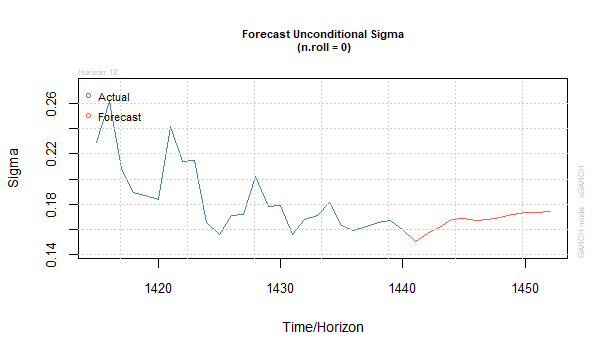 Forecast Unconditional Sigma
(n.roll = 0)
Horizon: 12
Actual
Forecast
Sigma
0.26
0.22
0.18
0.14
GARCH model : eGARCH
1420
1430
1440
1450
Time/Horizon